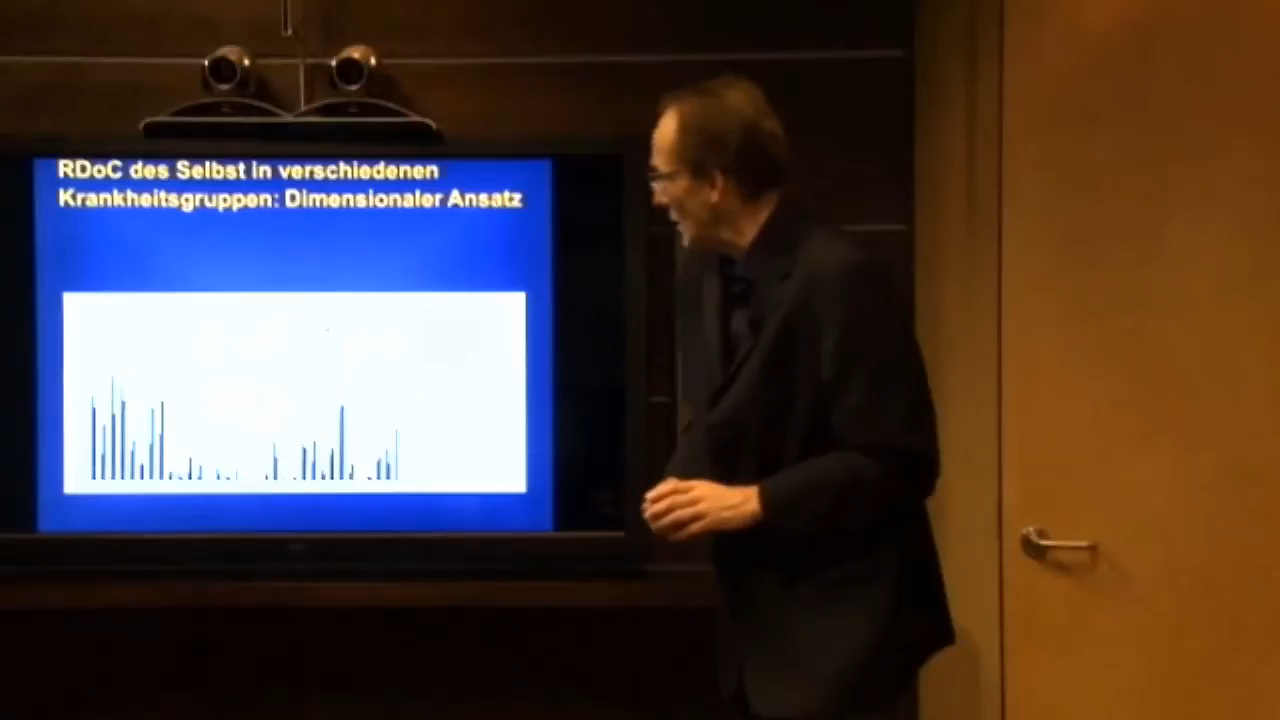 RDoC des Selbst in verschiedenen
Krankheitsgruppen: Dimensionaler Ansatz